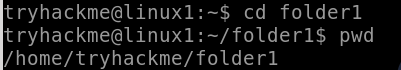 tryhackme@linux1:~$ cd folder1
tryhackme@linux1:~/folder1$ pwd
/home/tryhackme/folder1